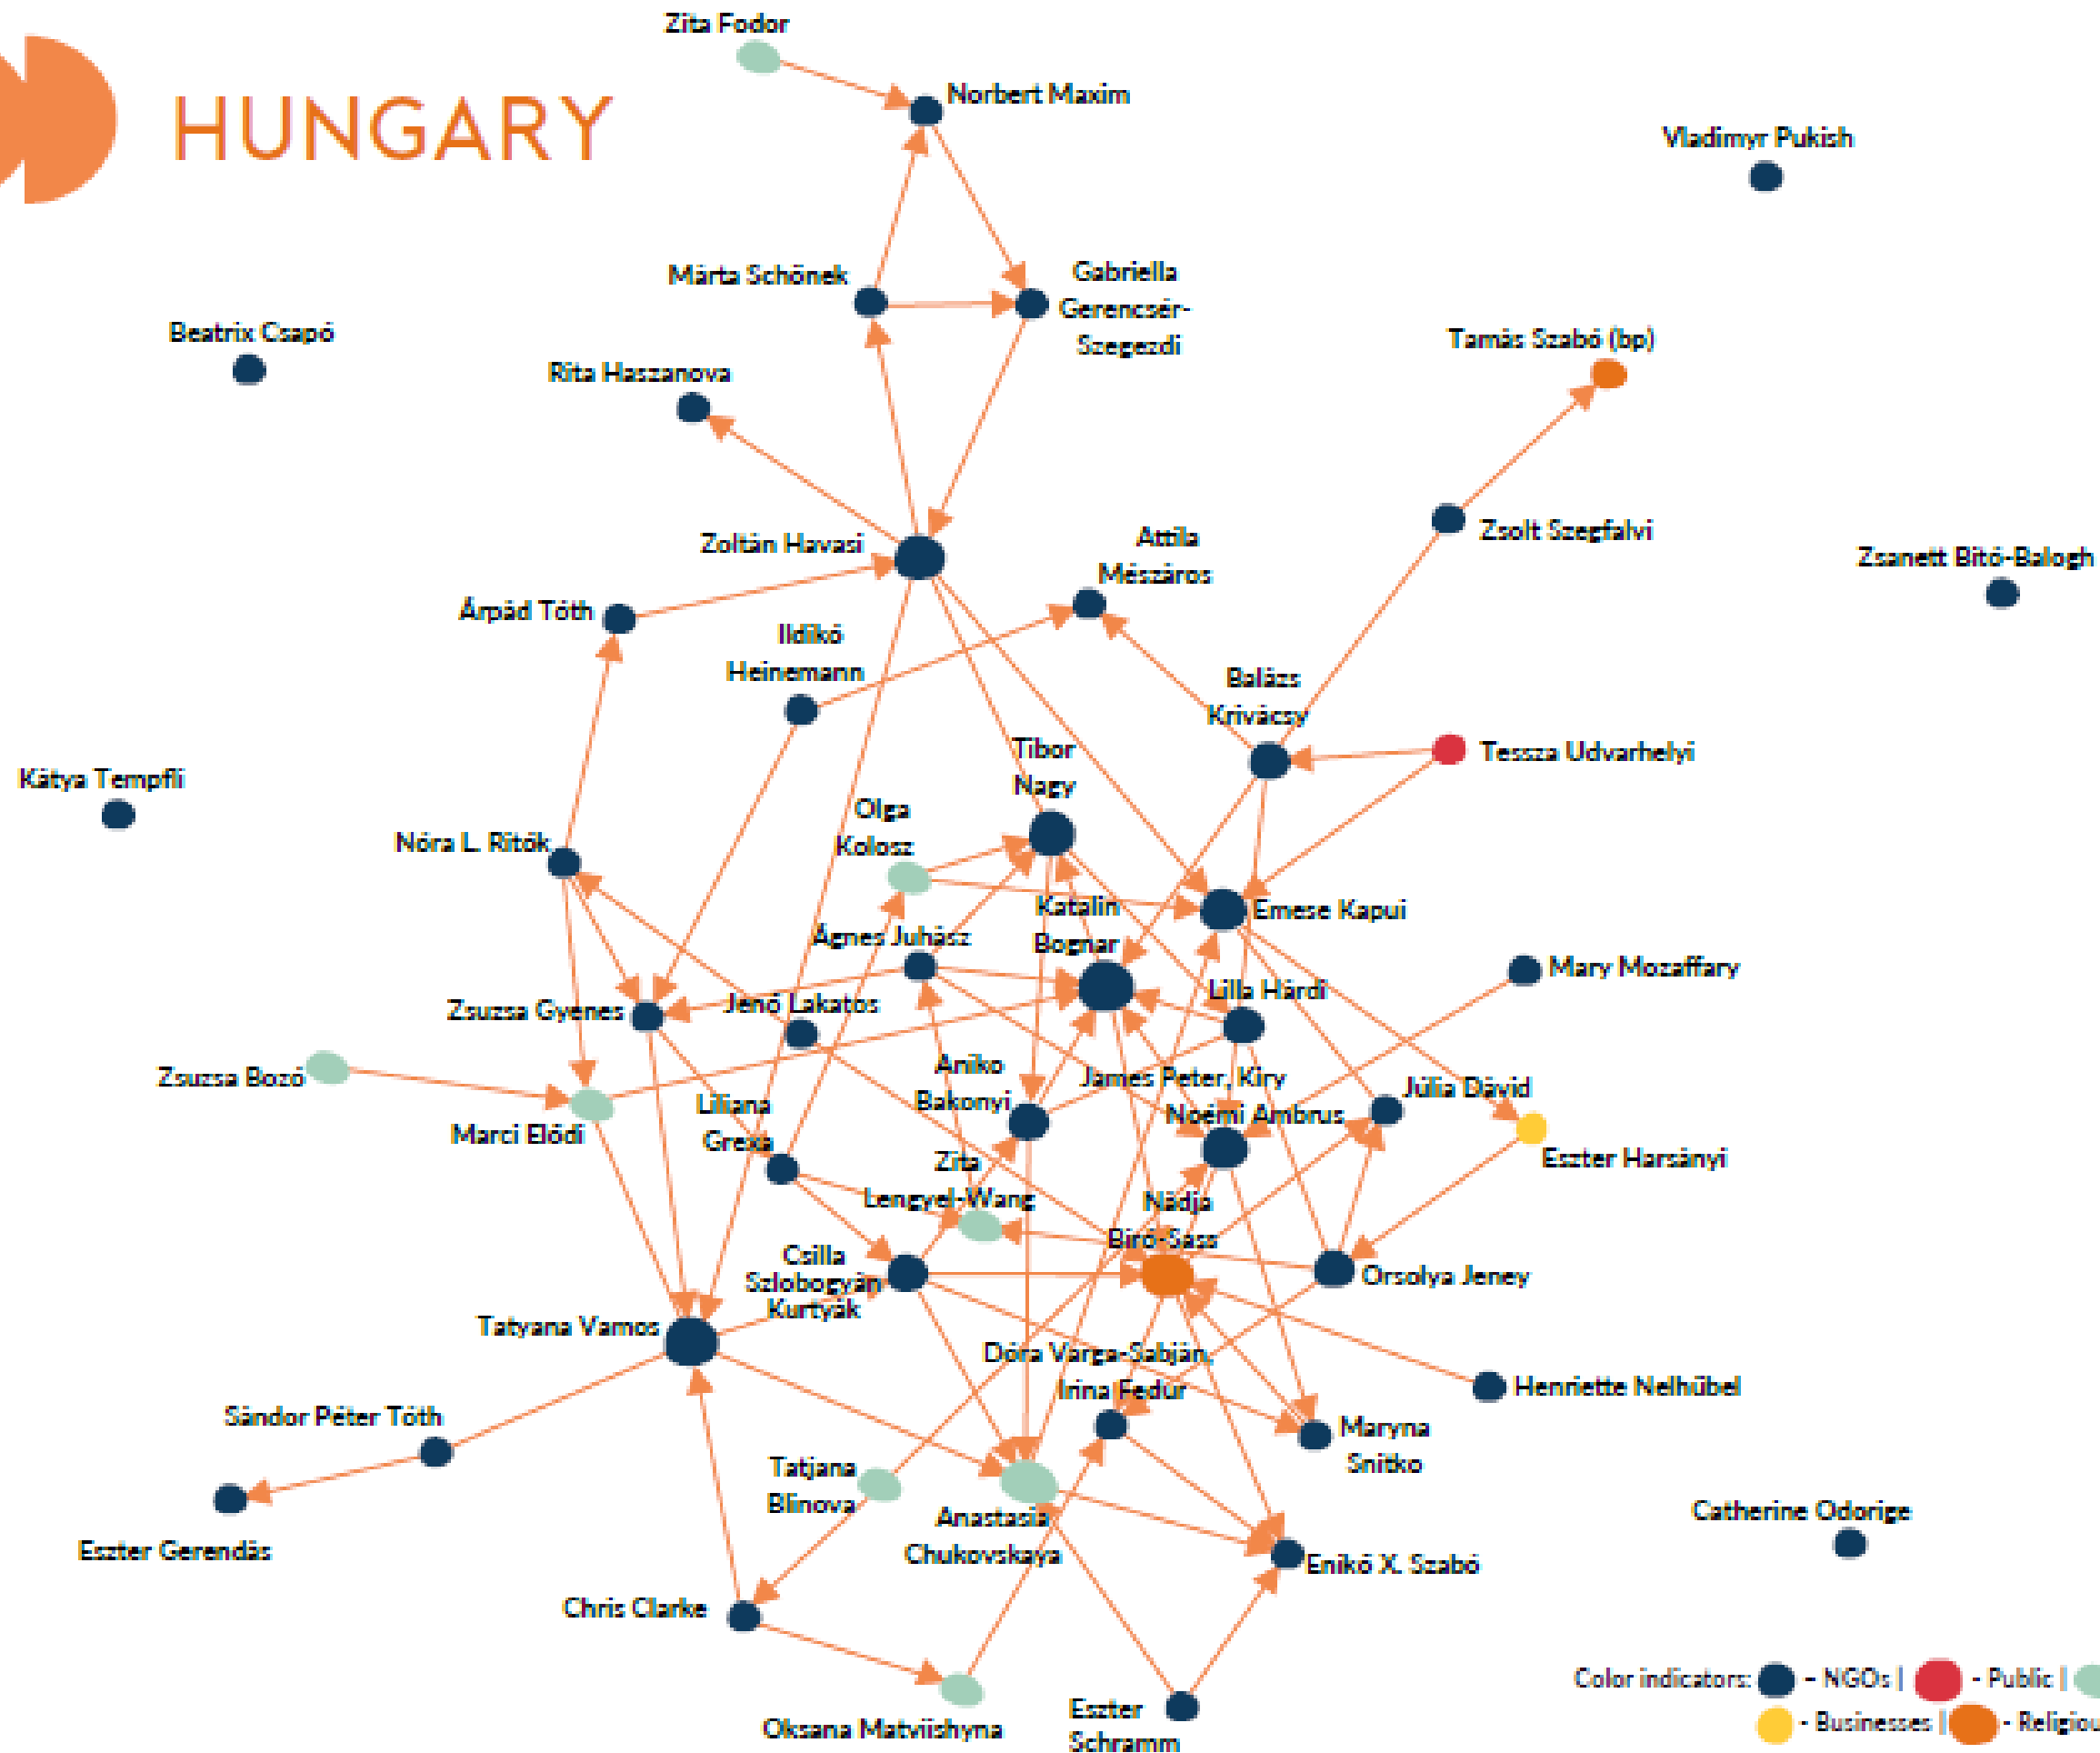 Zita Fodor
HUNGARY
Norbert Maxim
Vladimyr Pukish
Márta Schönek
Gabriella
Gerencsér-
Szegezdi
Beatrix Csapó
Tamás Szabó (bp)
Rita Haszanova
Zoltán Havasi
Attila
Mészáros
Zsolt Szegfalvi
Zsanett Bitó-Balogh
Árpád Tóth
Ildikó
Heinemann
Balázs
Krivácsy
Tibor
Nagy
Tessza Udvarhelyi
Kátya Tempfli
Olga
Kolosz
Nóra L. Ritók
Katalin
Bognar
Emese Kapui
Ágnes Juhász
Mary Mozaffary
Zsuzsa Gyenes
Jenő Lakatos
Lilla Hárdi
Zsuzsa Bozó
Aniko
Bakonyi
James Peter, Kiry
Noémi Ambrus
Júlia Dávid
Marci Elődi
Liliana
Grexa
Zita
Lengyel-Wang
Eszter Harsányi
Nádja
Bíró-Sass
Csilla
Szlobogyán
Kurtyák
Orsolya Jeney
Tatyana Vamos
Dóra Varga-Sabján,
Irina Fedur
Henriette Nelhübel
Sándor Péter Tóth
Maryna
Snitko
Tatjana
Blinova
Anastasia
Chukovskaya
Catherine Odorige
Eszter Gerendás
Enikő X. Szabó
Chris Clarke
Oksana Matviishyna
Eszter
Schramm
Color indicators: - NGOs | - Public |
- Businesses | - Religiou